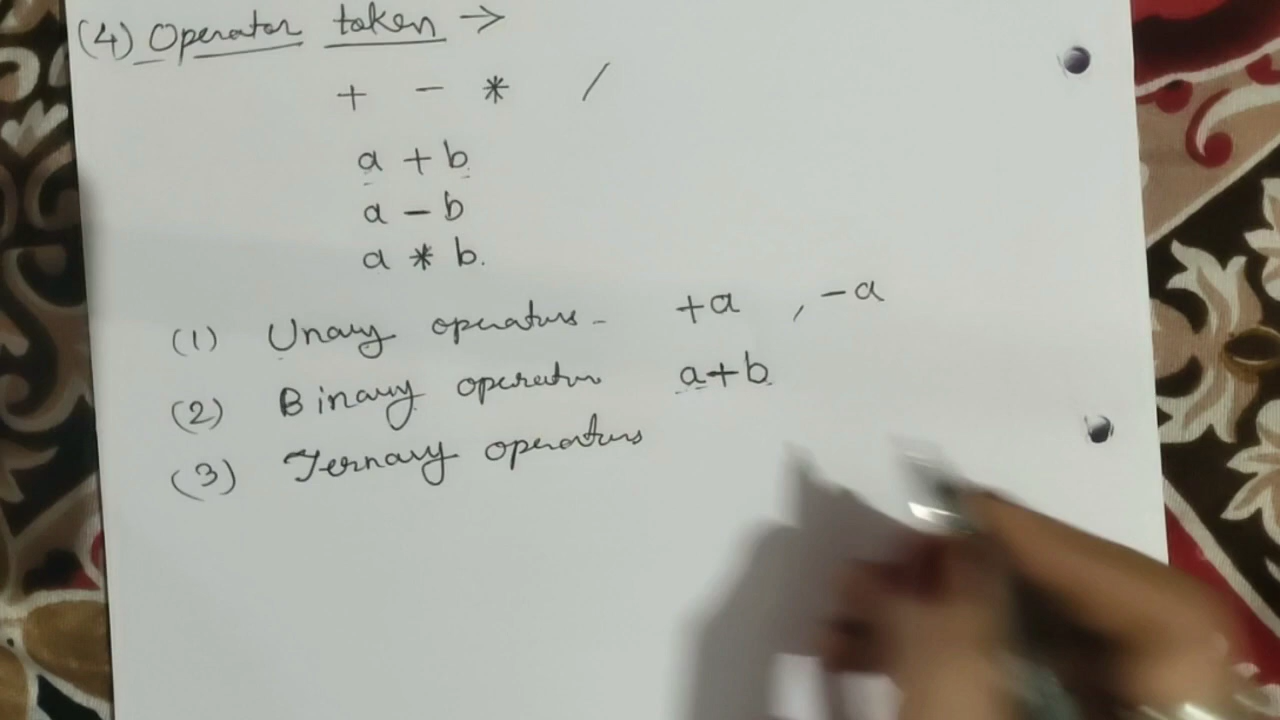 (4) Operator token →
+ - * /
a + b
a - b
a * b.
(1) Unary operators - +a , -a
(2) Binary operator a+b
(3) Ternary operators